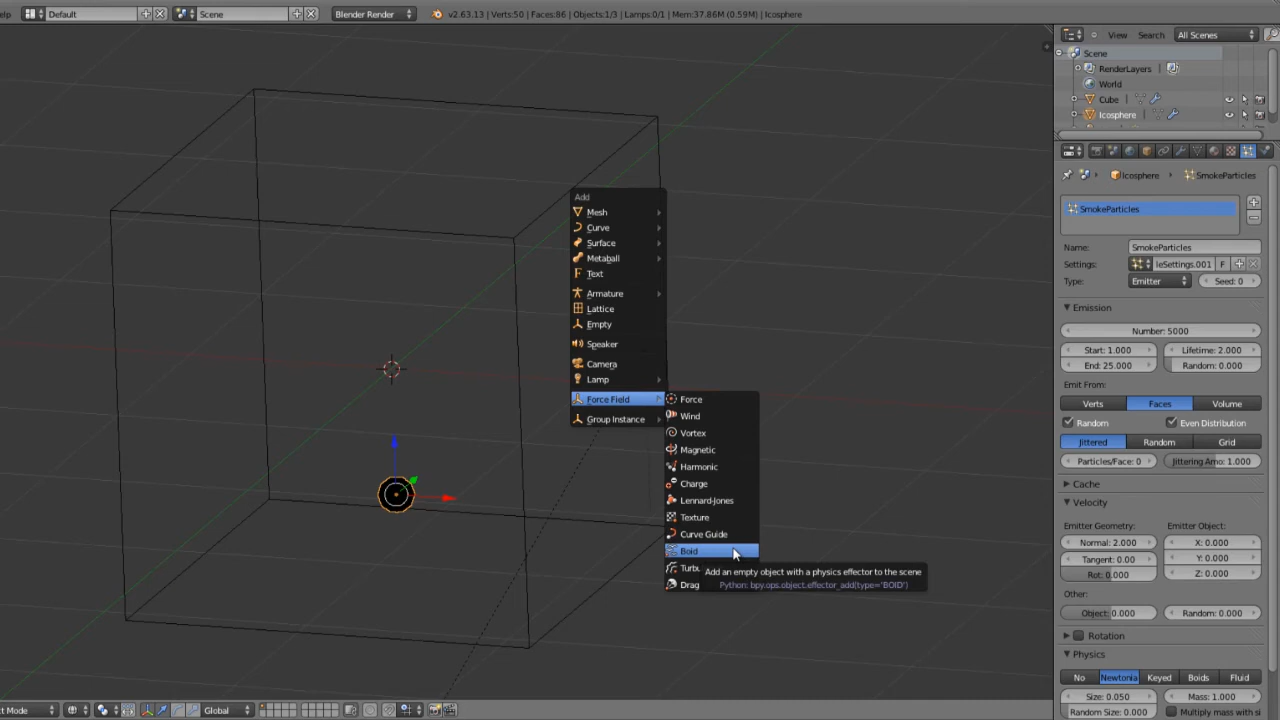 elp Default Scene Blender Render v2.63.13 | Verts:50 | Faces:86 | Objects:1/3 | Lamps:0/1 | Mem:37.86M (0.59M) | Icosphere
View Search All Scenes
Scene
RenderLayers
World
Cube
Icosphere
Icosphere SmokeParticles
SmokeParticles
Name: SmokeParticles
Settings: leSettings.001 F
Type: Emitter Seed: 0
Emission
Number: 5000
Start: 1.000 Lifetime: 2.000
End: 25.000 Random: 0.000
Emit From:
Verts Faces Volume
Random Even Distribution
Jittered Random Grid
Particles/Face: 0 Jittering Amo: 1.000
Cache
Velocity
Emitter Geometry: Emitter Object:
Normal: 2.000 X: 0.000
Tangent: 0.00 Y: 0.000
Rot: 0.000 Z: 0.000
Other:
Object: 0.000 Random: 0.000
Rotation
Physics
No Newtonia Keyed Boids Fluid
Size: 0.050 Mass: 1.000
Random Size: 0.000 Multiply mass with si
Add
Mesh
Curve
Surface
Metaball
Text
Armature
Lattice
Empty
Speaker
Camera
Lamp
Force Field
Group Instance
Force
Wind
Vortex
Magnetic
Harmonic
Charge
Lennard-Jones
Texture
Curve Guide
Boid
Turbu
Drag
Add an empty object with a physics effector to the scene
Python: bpy.ops.object.effector_add(type='BOID')
ct Mode Global